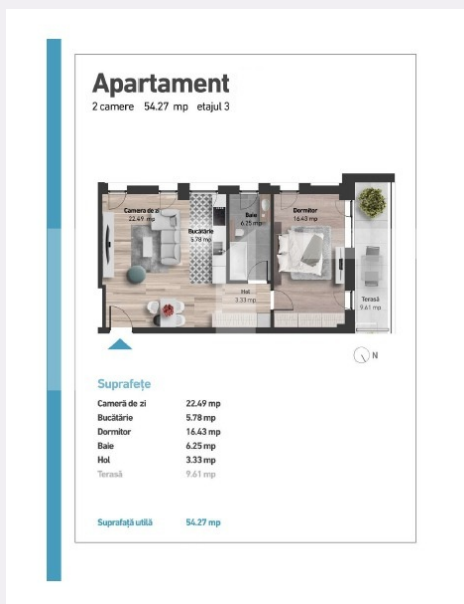 Apartament
2 camere 54.27 mp etajul 3
Camera de zi
22.49 mp
Bucătărie
5.78 mp
Baie
6.25 mp
Dormitor
16.43 mp
Hol
3.33 mp
Terasă
9.61 mp
N
Suprafețe
Cameră de zi 22.49 mp
Bucătărie 5.78 mp
Dormitor 16.43 mp
Baie 6.25 mp
Hol 3.33 mp
Terasă 9.61 mp
Suprafață utilă 54.27 mp